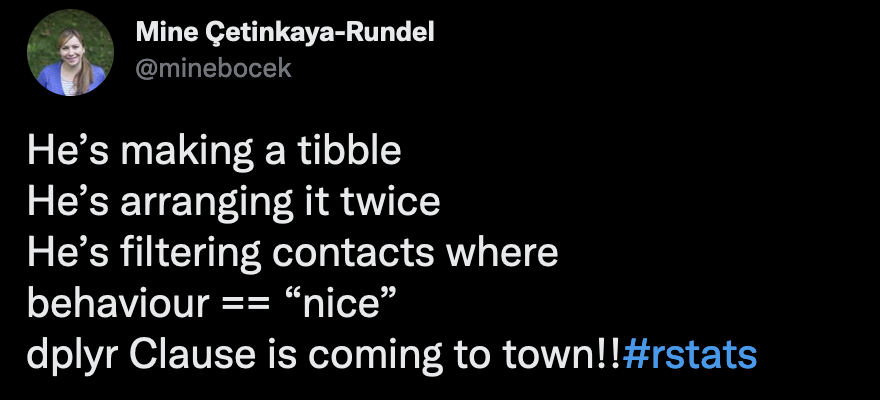 Mine Çetinkaya-Rundel
@minebocek
He’s making a tibble
He’s arranging it twice
He’s filtering contacts where
behaviour == “nice”
dplyr Clause is coming to town!!#rstats